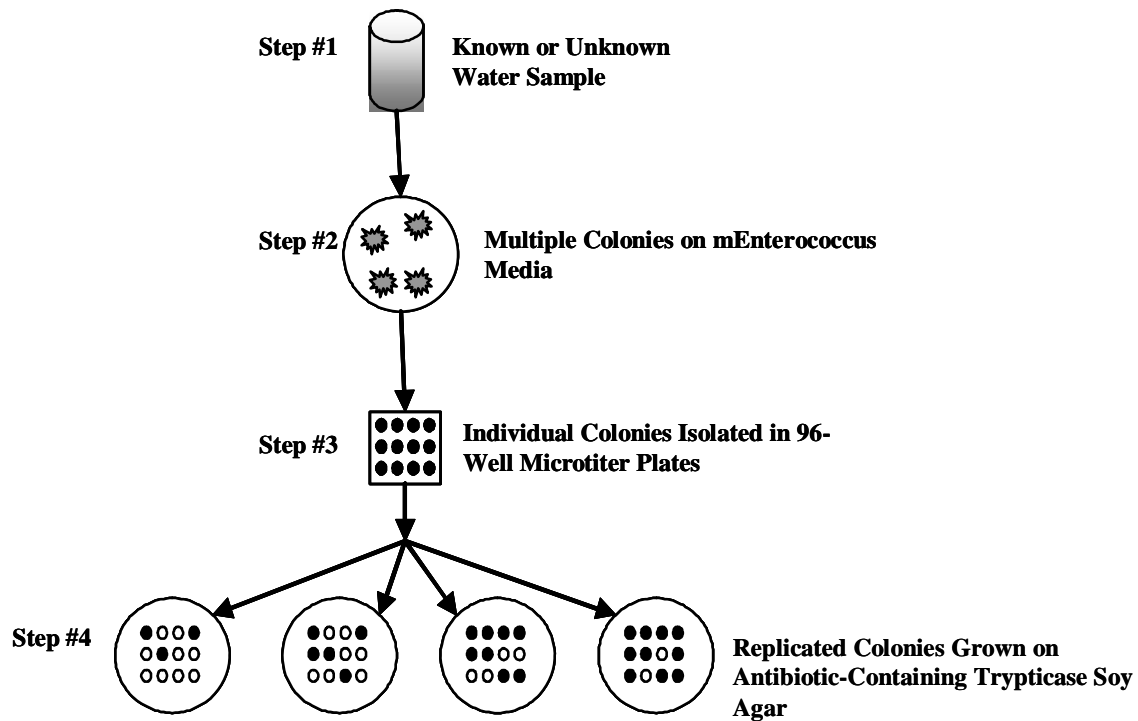 Step #1
Known or Unknown
Water Sample
Step #2
Multiple Colonies on mEnterococcus
Media
Step #3
Individual Colonies Isolated in 96-
Well Microtiter Plates
Step #4
Replicated Colonies Grown on
Antibiotic-Containing Trypticase Soy
Agar